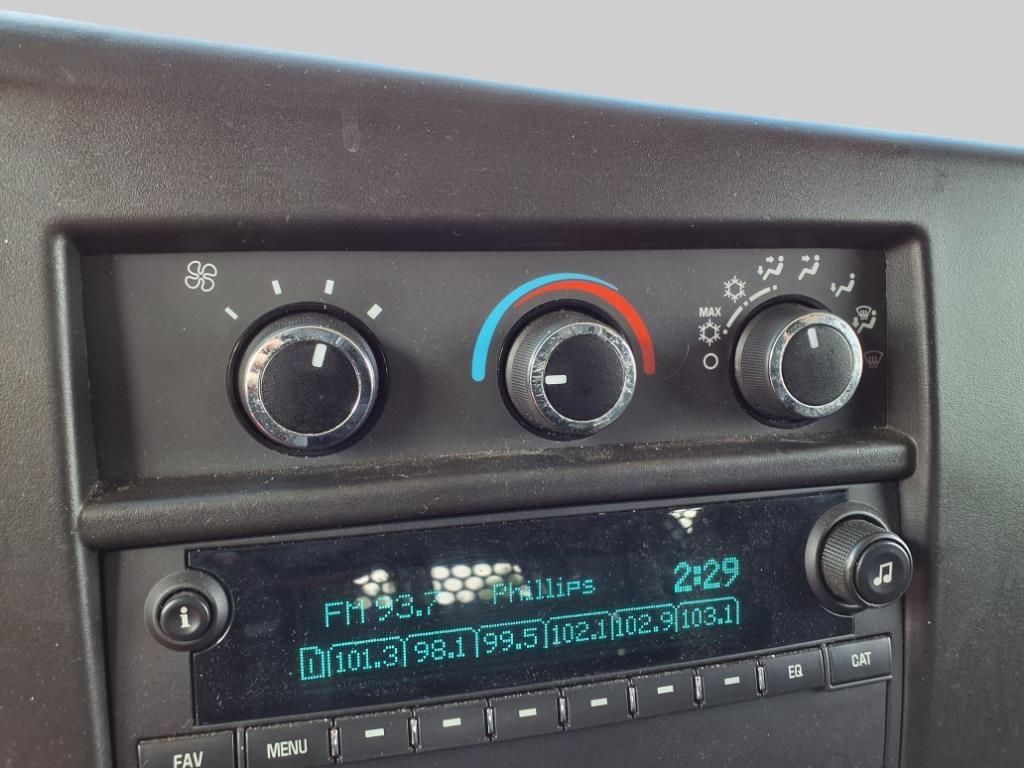 MAX
FM 93.7 Phillips 2:29
101.3 98.1 99.5 102.1 102.9 103.1
i
FAV MENU EQ CAT